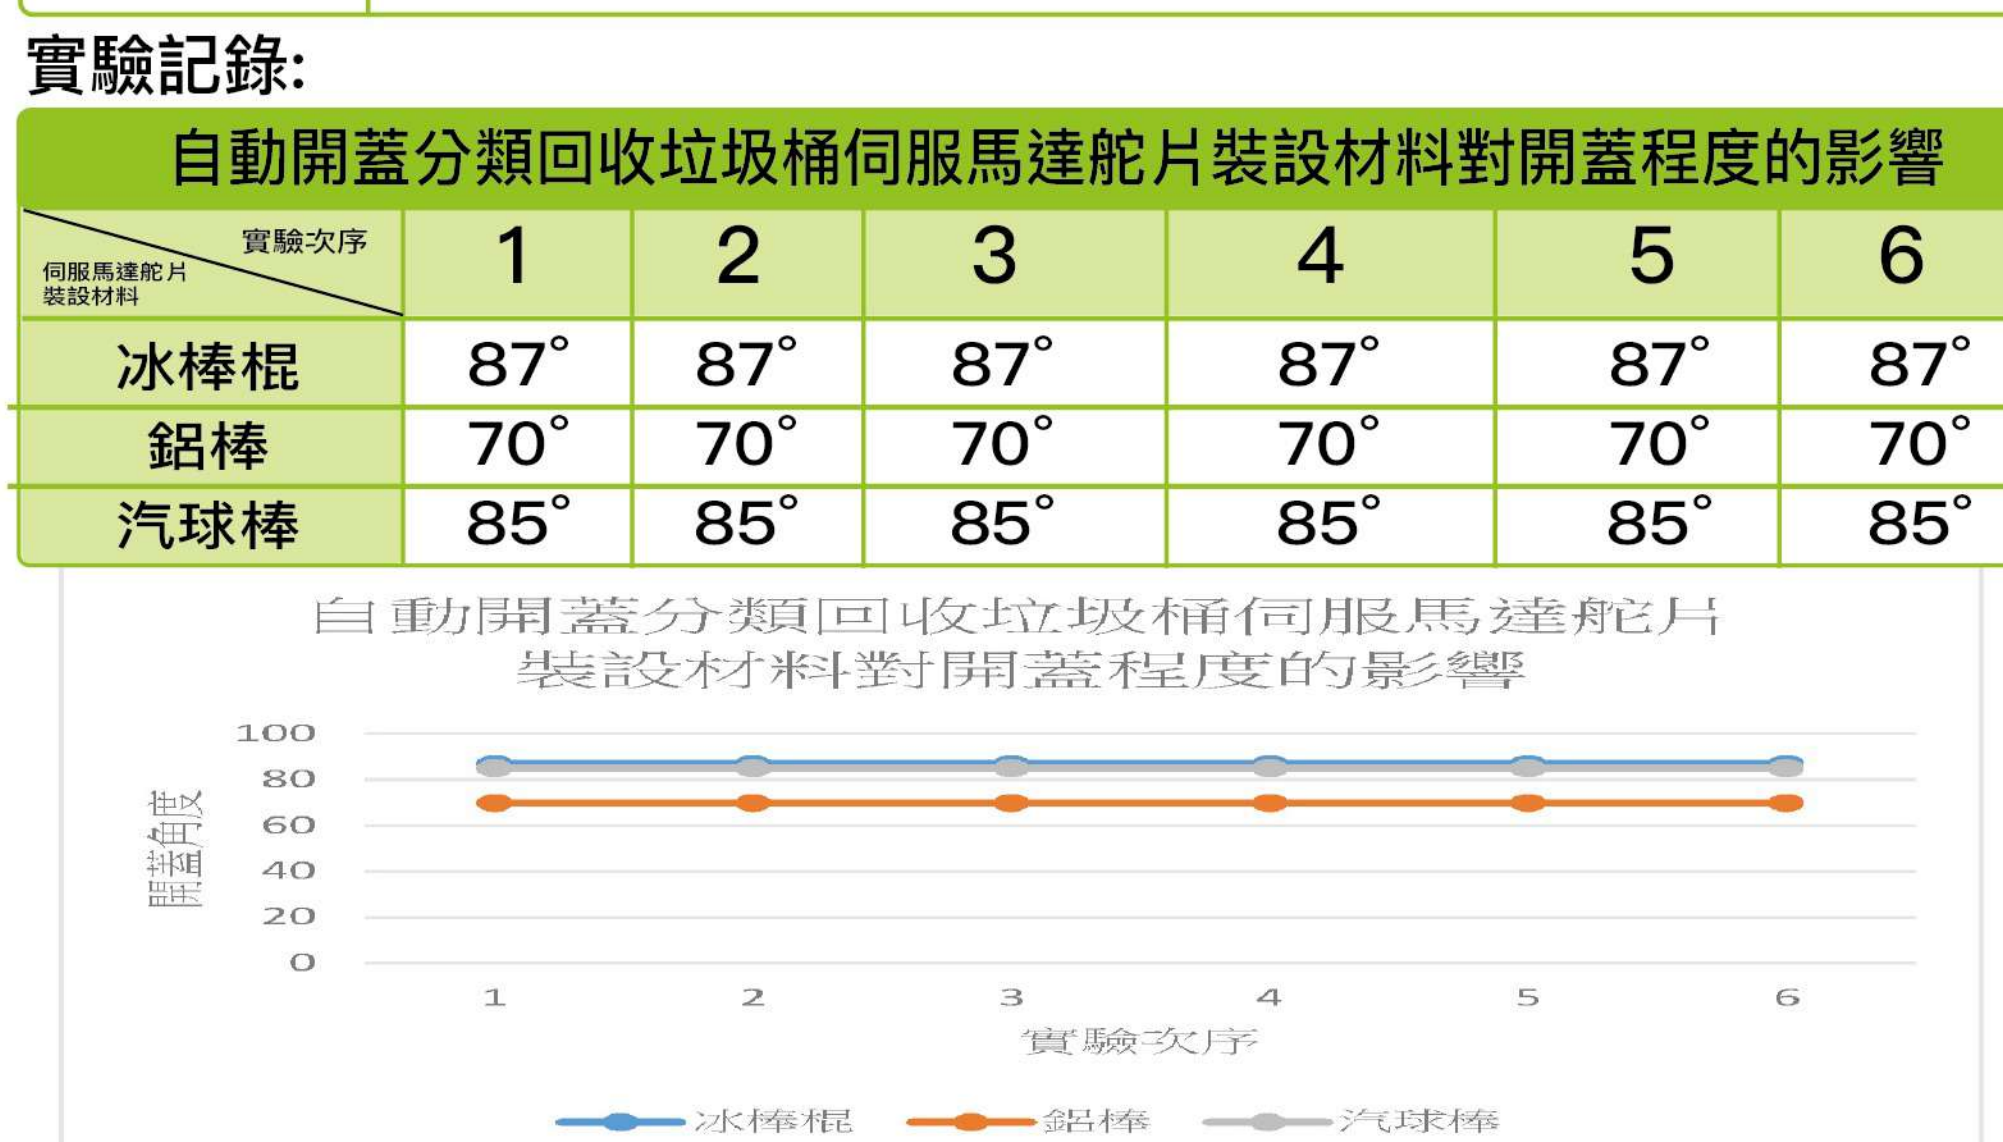 實驗記錄:
自動開蓋分類回收垃圾桶伺服馬達舵片裝設材料對開蓋程度的影響
實驗次序 1 2 3 4 5 6
伺服馬達舵片
裝設材料
冰棒棍 87° 87° 87° 87° 87° 87°
鋁棒 70° 70° 70° 70° 70° 70°
汽球棒 85° 85° 85° 85° 85° 85°
自動開蓋分類回收垃圾桶伺服馬達舵片
裝設材料對開蓋程度的影響
開蓋角度
100
80
60
40
20
0
1 2 3 4 5 6
實驗次序
冰棒棍 鋁棒 汽球棒